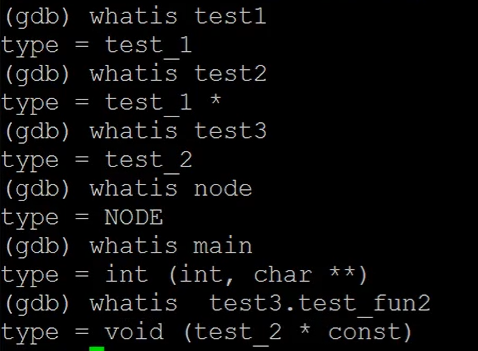 (gdb) whatis test1
type = test_1
(gdb) whatis test2
type = test_1 *
(gdb) whatis test3
type = test_2
(gdb) whatis node
type = NODE
(gdb) whatis main
type = int (int, char **)
(gdb) whatis  test3.test_fun2
type = void (test_2 * const)